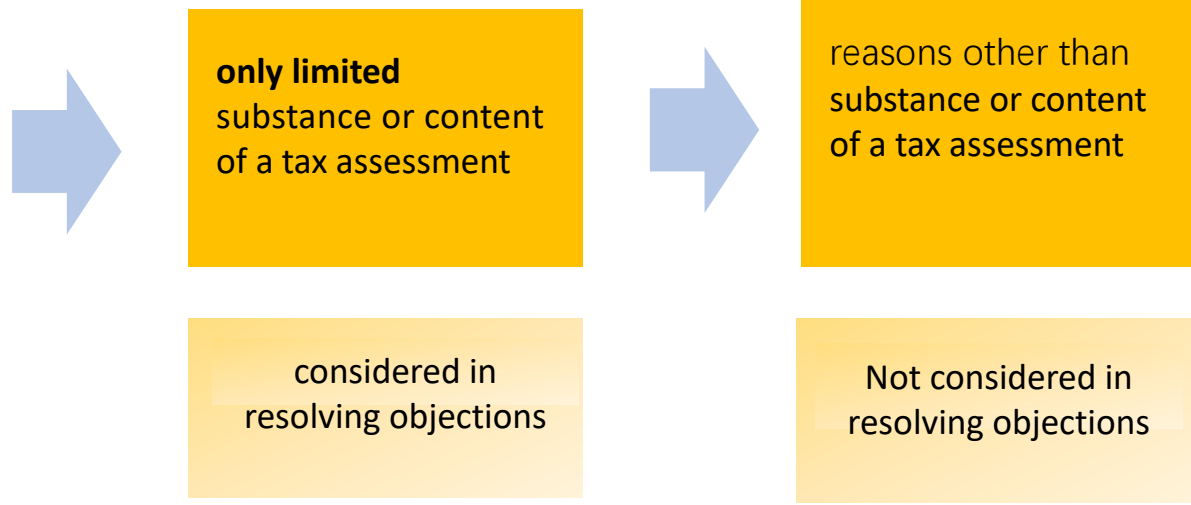 only limited
substance or content
of a tax assessment
reasons other than
substance or content
of a tax assessment
considered in
resolving objections
Not considered in
resolving objections